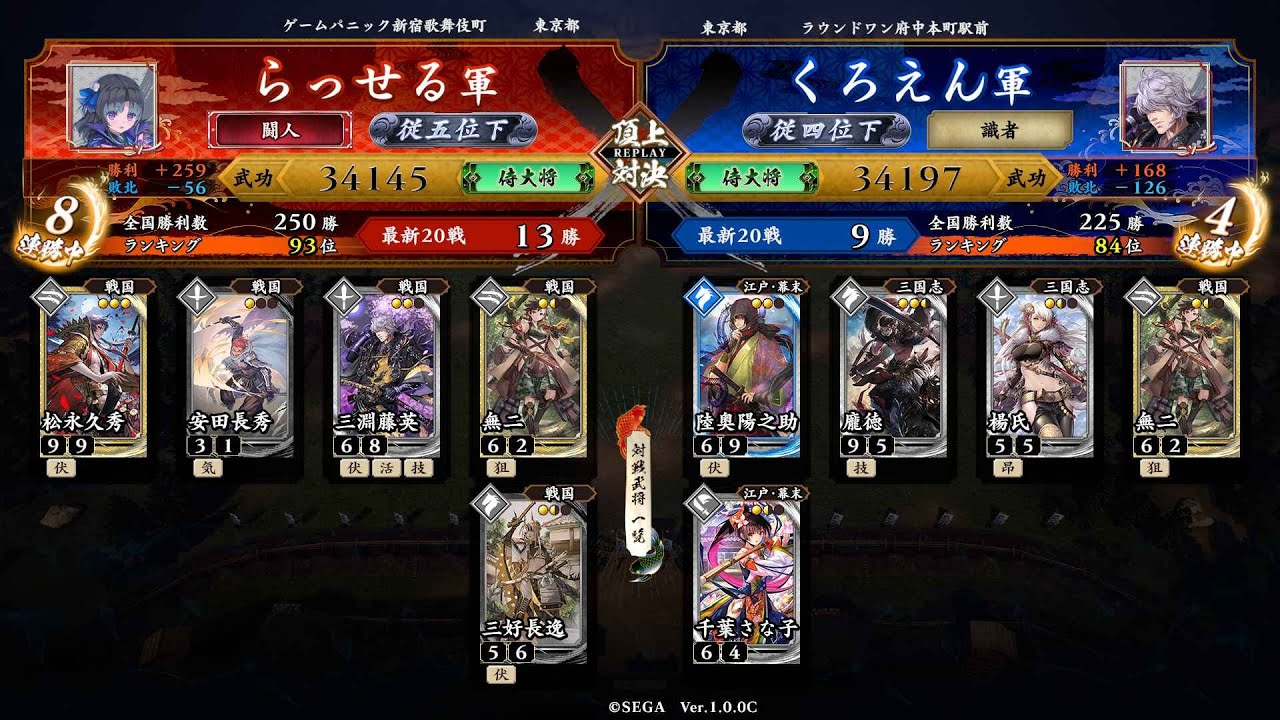 ゲームパニック新宿歌舞伎町 東京都
東京都 ラウンドワン府中本町駅前
らっせる軍
くろえん軍
闘人 従五位下
従四位下 識者
頂上
REPLAY
対決
勝利 +259
敗北 -56
武功 34145 侍大将
侍大将 34197 武功
勝利 +168
敗北 -126
8
連勝中
全国勝利数 250勝
ランキング 93位
最新20戦 13勝
最新20戦 9勝
全国勝利数 225勝
ランキング 84位
4
連勝中
戦国
松永久秀
9 9
伏
戦国
安田長秀
3 1
気
戦国
三淵藤英
6 8
伏 活 技
戦国
無二
6 2
狙
戦国
三好長逸
5 6
伏
対戦武将一覧
江戸・幕末
陸奥陽之助
6 9
伏
三国志
龐徳
9 5
技
三国志
楊氏
5 5
昂
戦国
無二
6 2
狙
江戸・幕末
千葉さな子
6 4
©SEGA Ver.1.0.0C